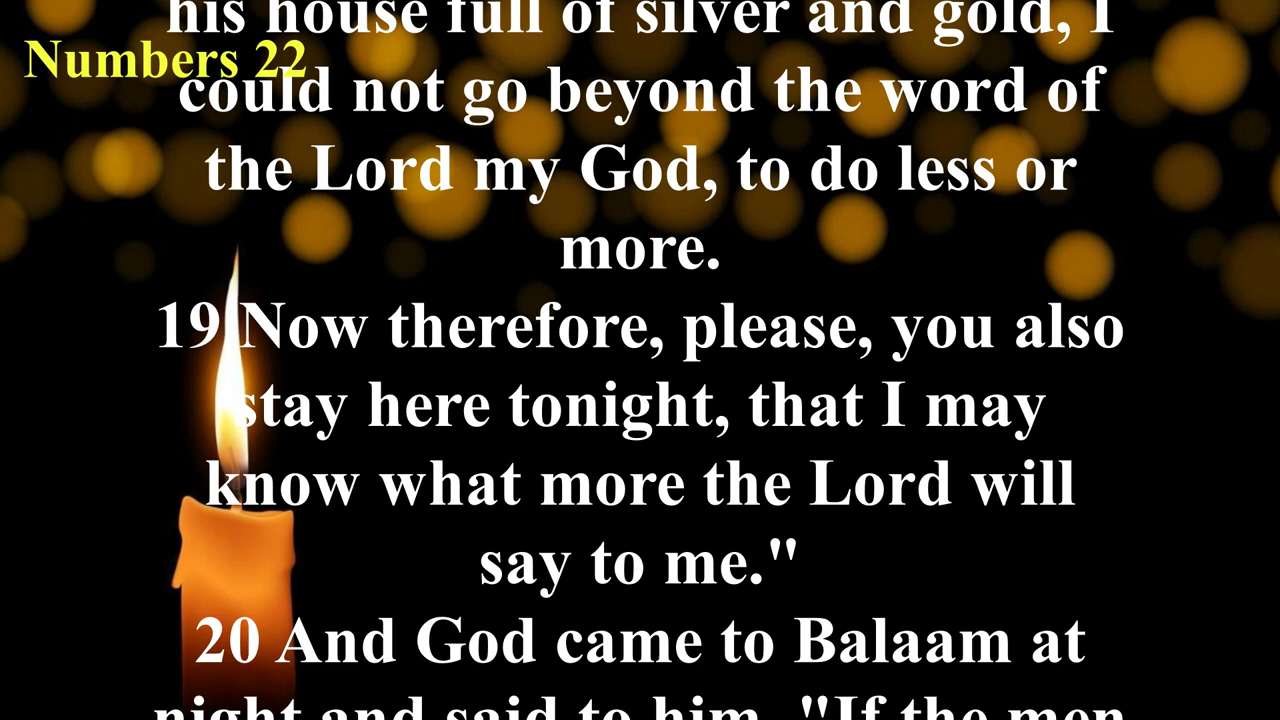 his house full of silver and gold, I
Numbers 22
could not go beyond the word of
the Lord my God, to do less or
more.
19 Now therefore, please, you also
stay here tonight, that I may
know what more the Lord will
say to me."
20 And God came to Balaam at
night and said to him, "If the men